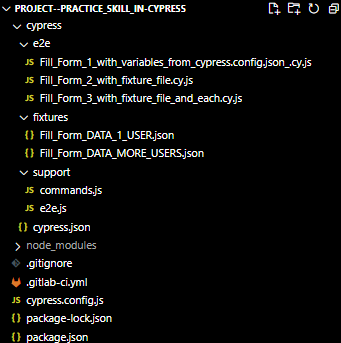 PROJECT--PRACTICE_SKILL_IN-CYPRESS
cypress
e2e
JS Fill_Form_1_with_variables_from_cypress.config.json_.cy.js
JS Fill_Form_2_with_fixture_file.cy.js
JS Fill_Form_3_with_fixture_file_and_each.cy.js
fixtures
{} Fill_Form_DATA_1_USER.json
{} Fill_Form_DATA_MORE_USERS.json
support
JS commands.js
JS e2e.js
{} cypress.json
node_modules
.gitignore
.gitlab-ci.yml
JS cypress.config.js
{} package-lock.json
{} package.json